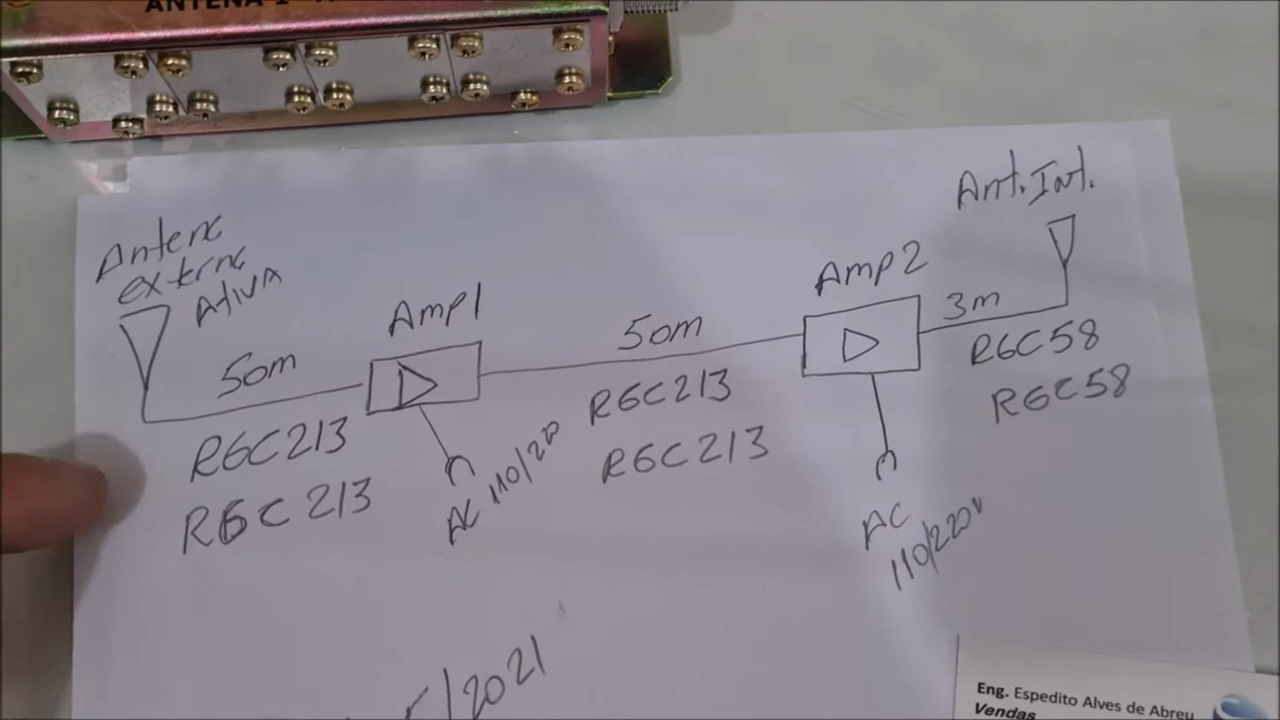 ANTENA
Antena
externa
Ativa
50m
RGC213
RGC213
Amp1
AC 110/220
50m
RGC213
RGC213
Amp2
AC
110/220V
3m
RGC58
RGC58
Ant. Int.
/2021
Eng. Espedito Alves de Abreu
Vendas